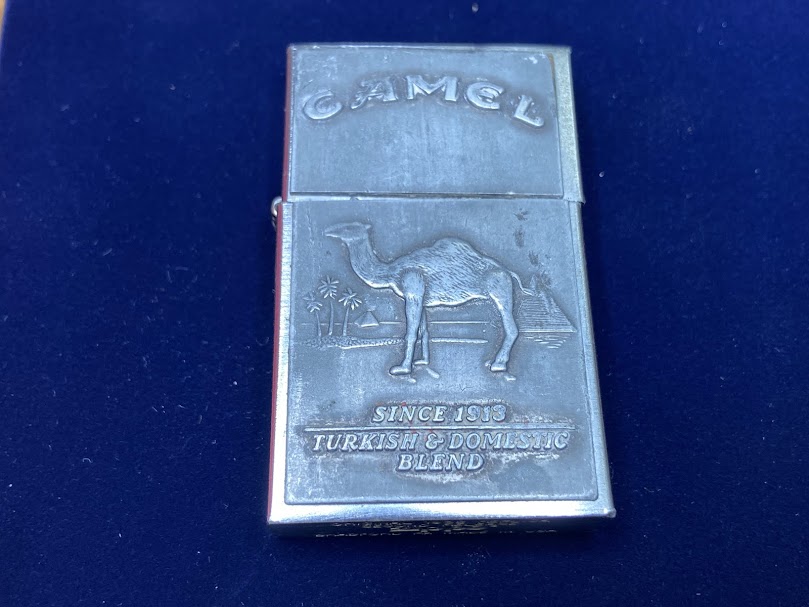 CAMEL
SINCE 1913
TURKISH & DOMESTIC
BLEND